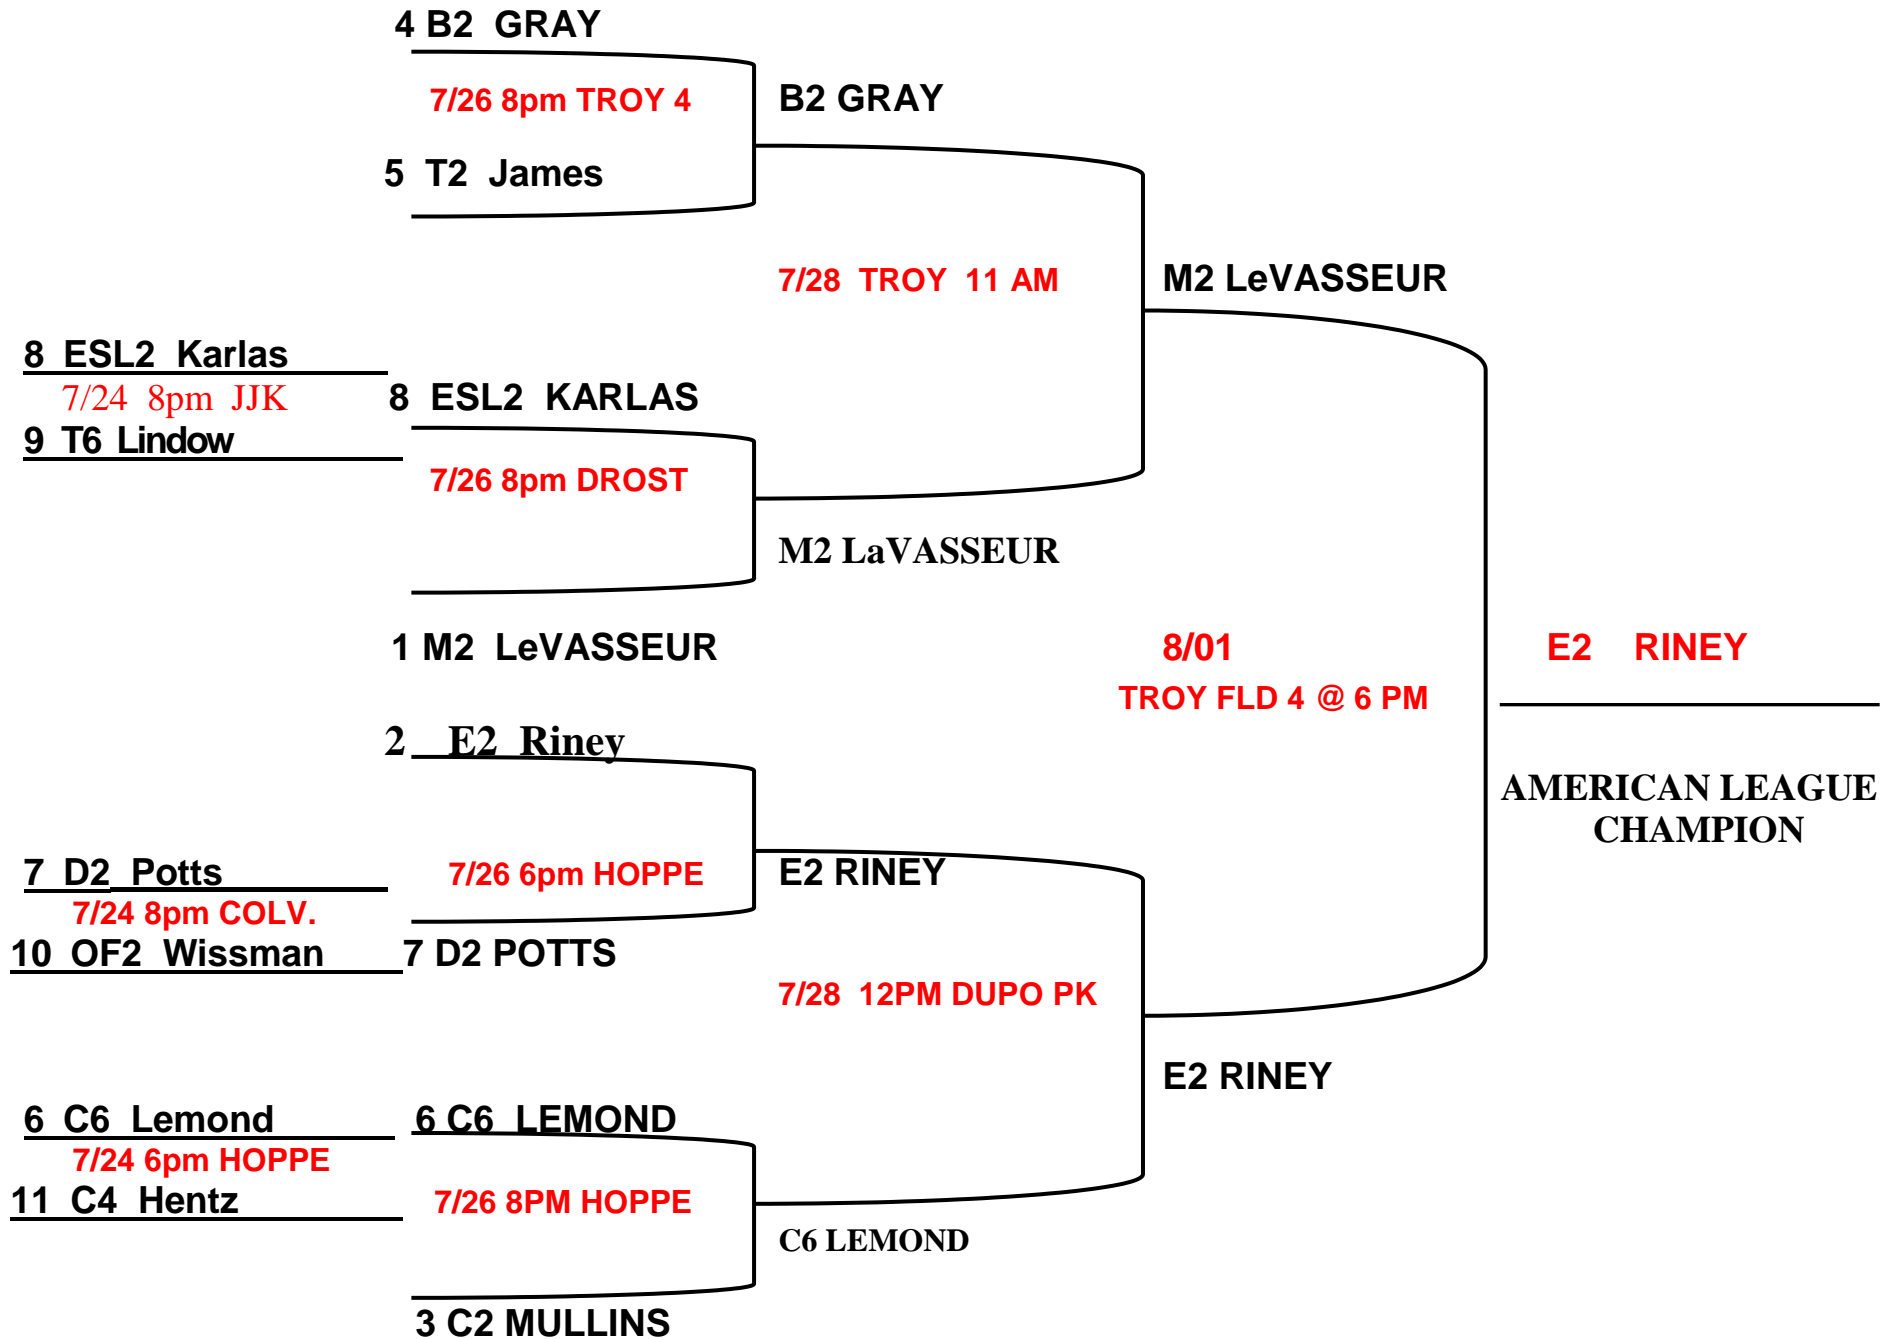 4 B2 GRAY
7/26 8pm TROY 4
B2 GRAY
5 T2 James
7/28 TROY 11 AM
M2 LeVASSEUR
8 ESL2 Karlas
7/24 8pm JJK
8 ESL2 KARLAS
9 T6 Lindow
7/26 8pm DROST
M2 LaVASSEUR
1 M2 LeVASSEUR
8/01
E2 RINEY
TROY FLD 4 @ 6 PM
2 E2 Riney
AMERICAN LEAGUE
CHAMPION
7 D2 Potts
7/26 6pm HOPPE
E2 RINEY
7/24 8pm COLV.
10 OF2 Wissman
7 D2 POTTS
7/28 12PM DUPO PK
E2 RINEY
6 C6 Lemond
6 C6 LEMOND
7/24 6pm HOPPE
11 C4 Hentz
7/26 8PM HOPPE
C6 LEMOND
3 C2 MULLINS